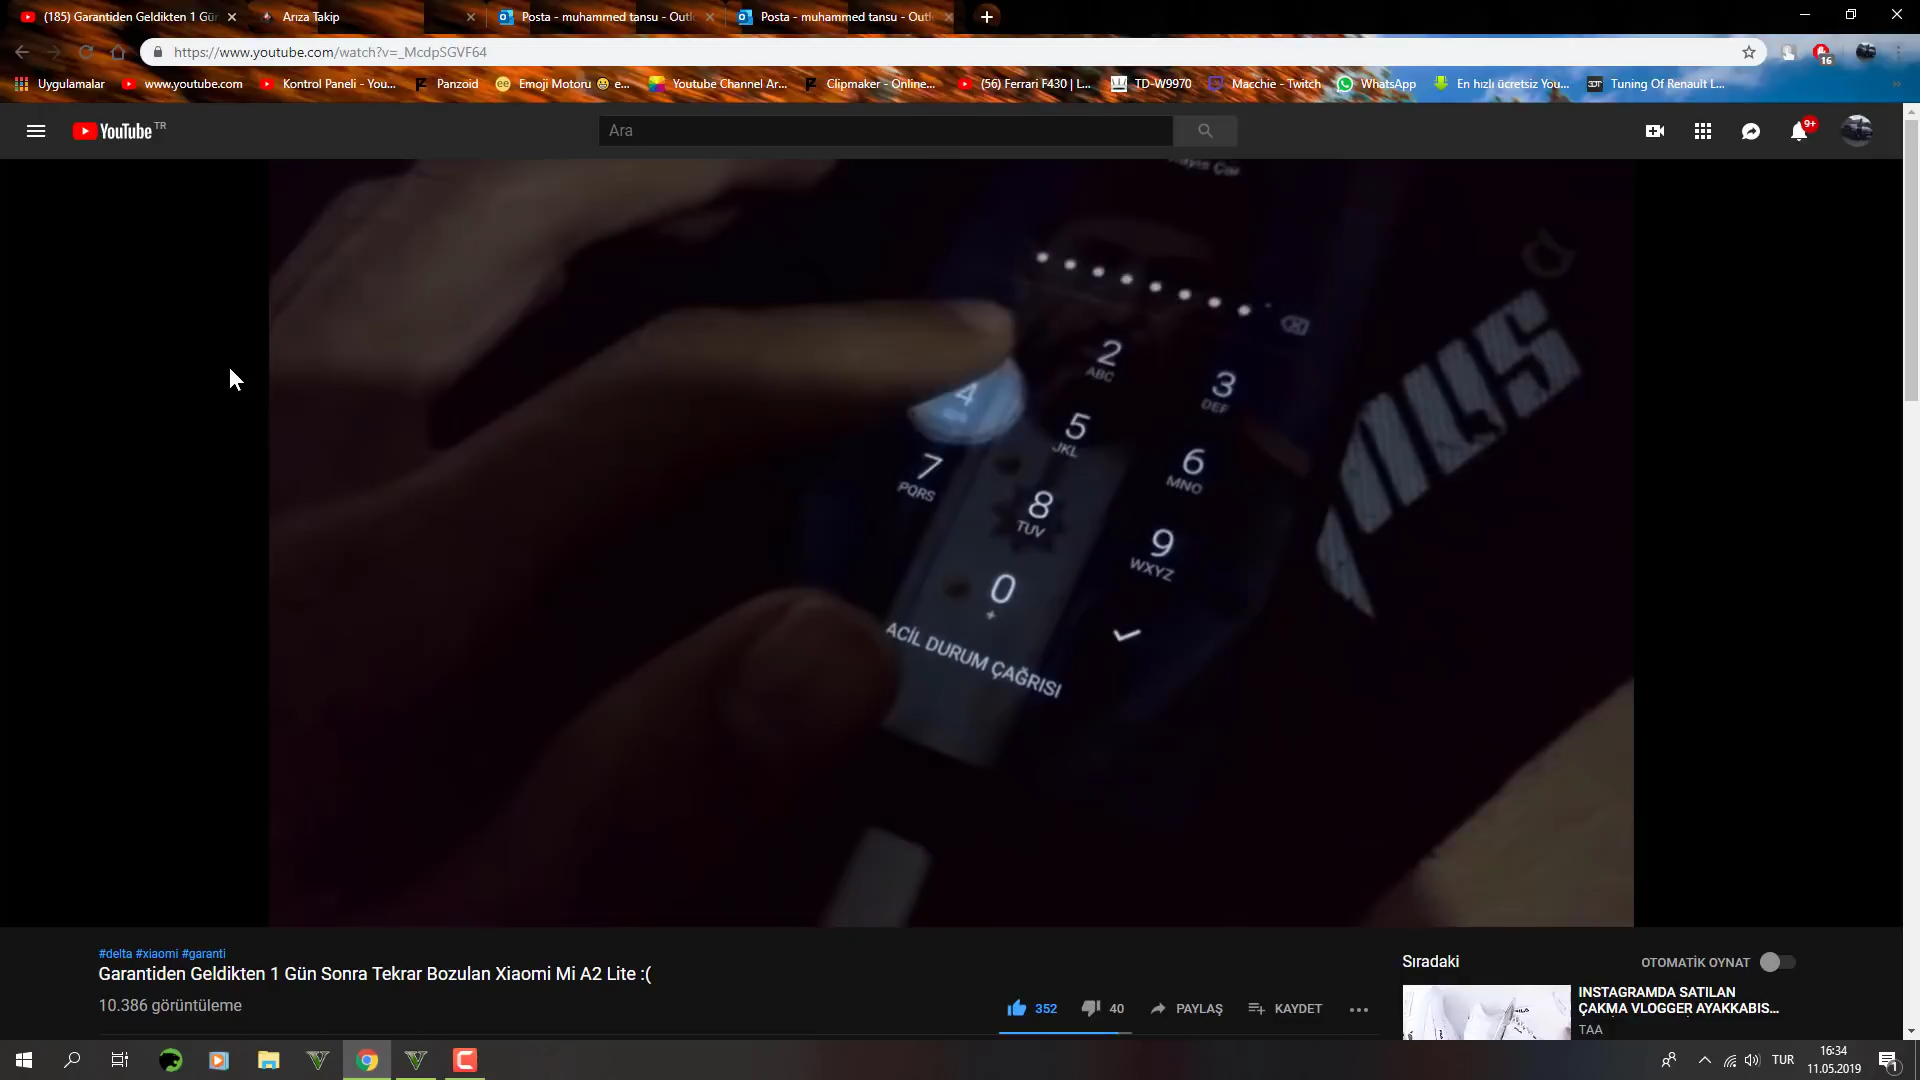 (185) Garantiden Geldikten 1 Gün
Arıza Takip
Posta - muhammed tansu - Outl
Posta - muhammed tansu - Outl
https://www.youtube.com/watch?v=_McdpSGVF64
16
Uygulamalar
www.youtube.com
Kontrol Paneli - You...
Panzoid
Emoji Motoru 😀 e...
Youtube Channel Ar...
Clipmaker - Online...
(56) Ferrari F430 | L...
TD-W9970
Macchie - Twitch
WhatsApp
En hızlı ücretsiz You...
Tuning Of Renault L...
YouTube TR
Ara
9+
2
ABC
3
DEF
4
5
JKL
6
MNO
7
PQRS
8
TUV
9
WXYZ
0
+
ACİL DURUM ÇAĞRISI
#delta #xiaomi #garanti
Garantiden Geldikten 1 Gün Sonra Tekrar Bozulan Xiaomi Mi A2 Lite :(
10.386 görüntüleme
352
40
PAYLAŞ
KAYDET
Sıradaki
OTOMATİK OYNAT
INSTAGRAMDA SATILAN
ÇAKMA VLOGGER AYAKKABIS...
TAA
TUR
16:34
11.05.2019
1